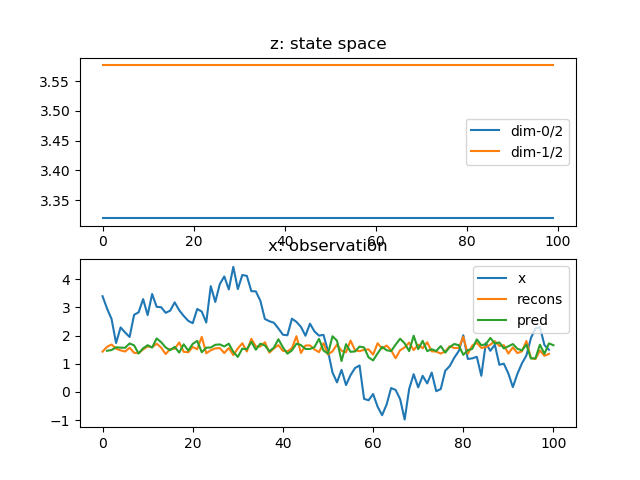 z: state space
3.55
3.50
3.45
3.40
3.35
dim-0/2
dim-1/2
0 20 40 60 80 100
x: observation
4
3
2
1
0
−1
x
recons
pred
0 20 40 60 80 100